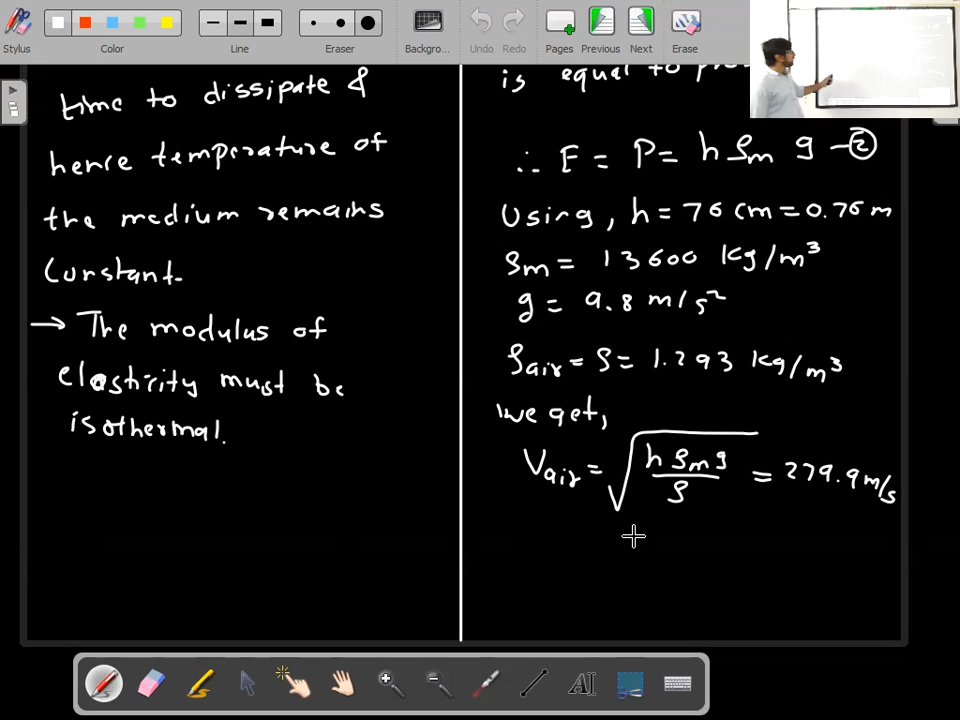 Stylus
Color
Line
Eraser
Backgro...
Undo
Redo
Pages
Previous
Next
Erase
time to dissipate &
hence temperature of
the medium remains
constant.
→ The modulus of
elasticity must be
isothermal.
is equal to
∴ E = P = h ρm g -②
Using, h = 76 cm = 0.76 m
ρm = 13600 kg/m³
g = 9.8 m/s²
ρair = ρ = 1.293 kg/m³
we get,
Vair = √(h ρm g / ρ) = 279.9 m/s
AI